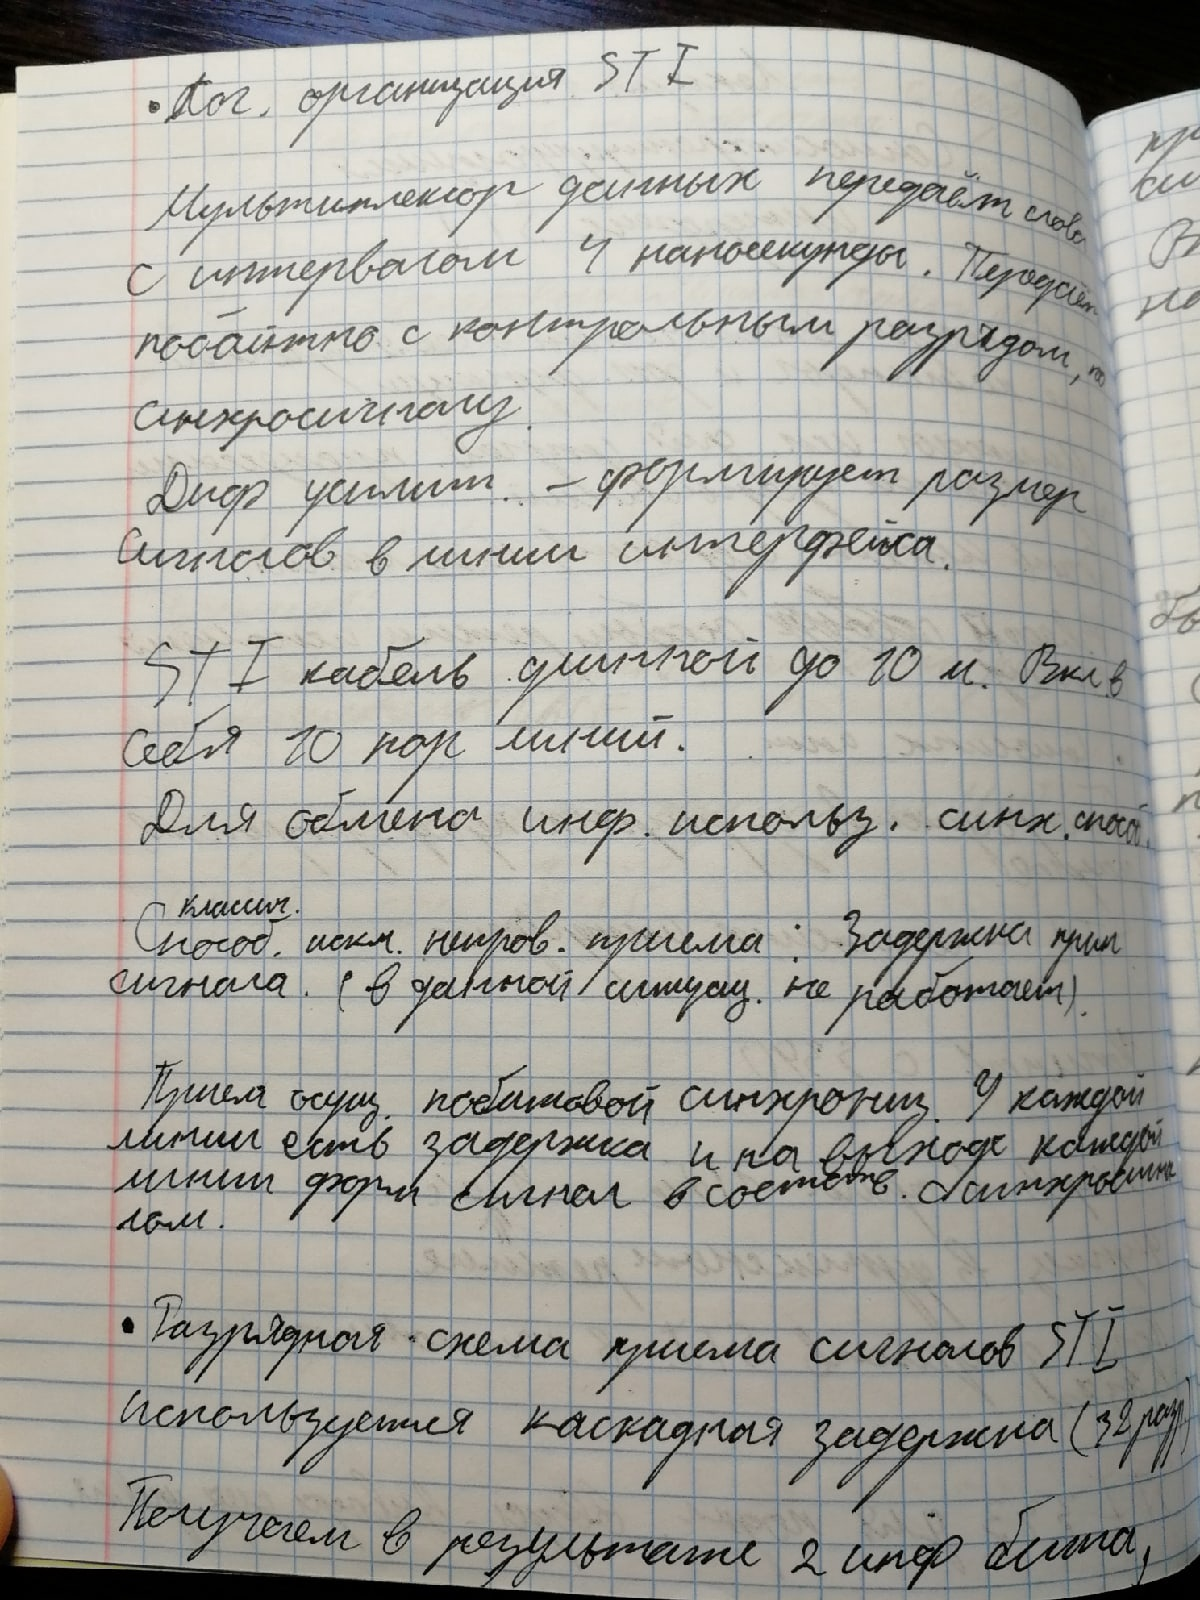 • Лог. организация STI
Мультиплексор данных передаёт слова
с интервалом 4 наносекунды. Передаёт
побайтно с контрольным разрядом, по
синхросигналу.
Диф усилит. – формирует размер
сигналов в линии интерфейса.
STI кабель длинной до 10 м. Вкл в
себя 10 пар линий.
Для обмена инф. использ. синх. способ.
классич.
Способ. искл. неправ. приема: Задержка прин
сигнала. (в данной ситуац. не работает).
Прием осущ. побитовой синхрониз. У каждой
линии есть задержка и на выходе каждой
линии форм сигнал в соответств. с синхросигна
лом.
• Разрядная схема приема сигналов STI
используется каскадная задержка (32 разр)
Получаем в результате 2 инф бита,